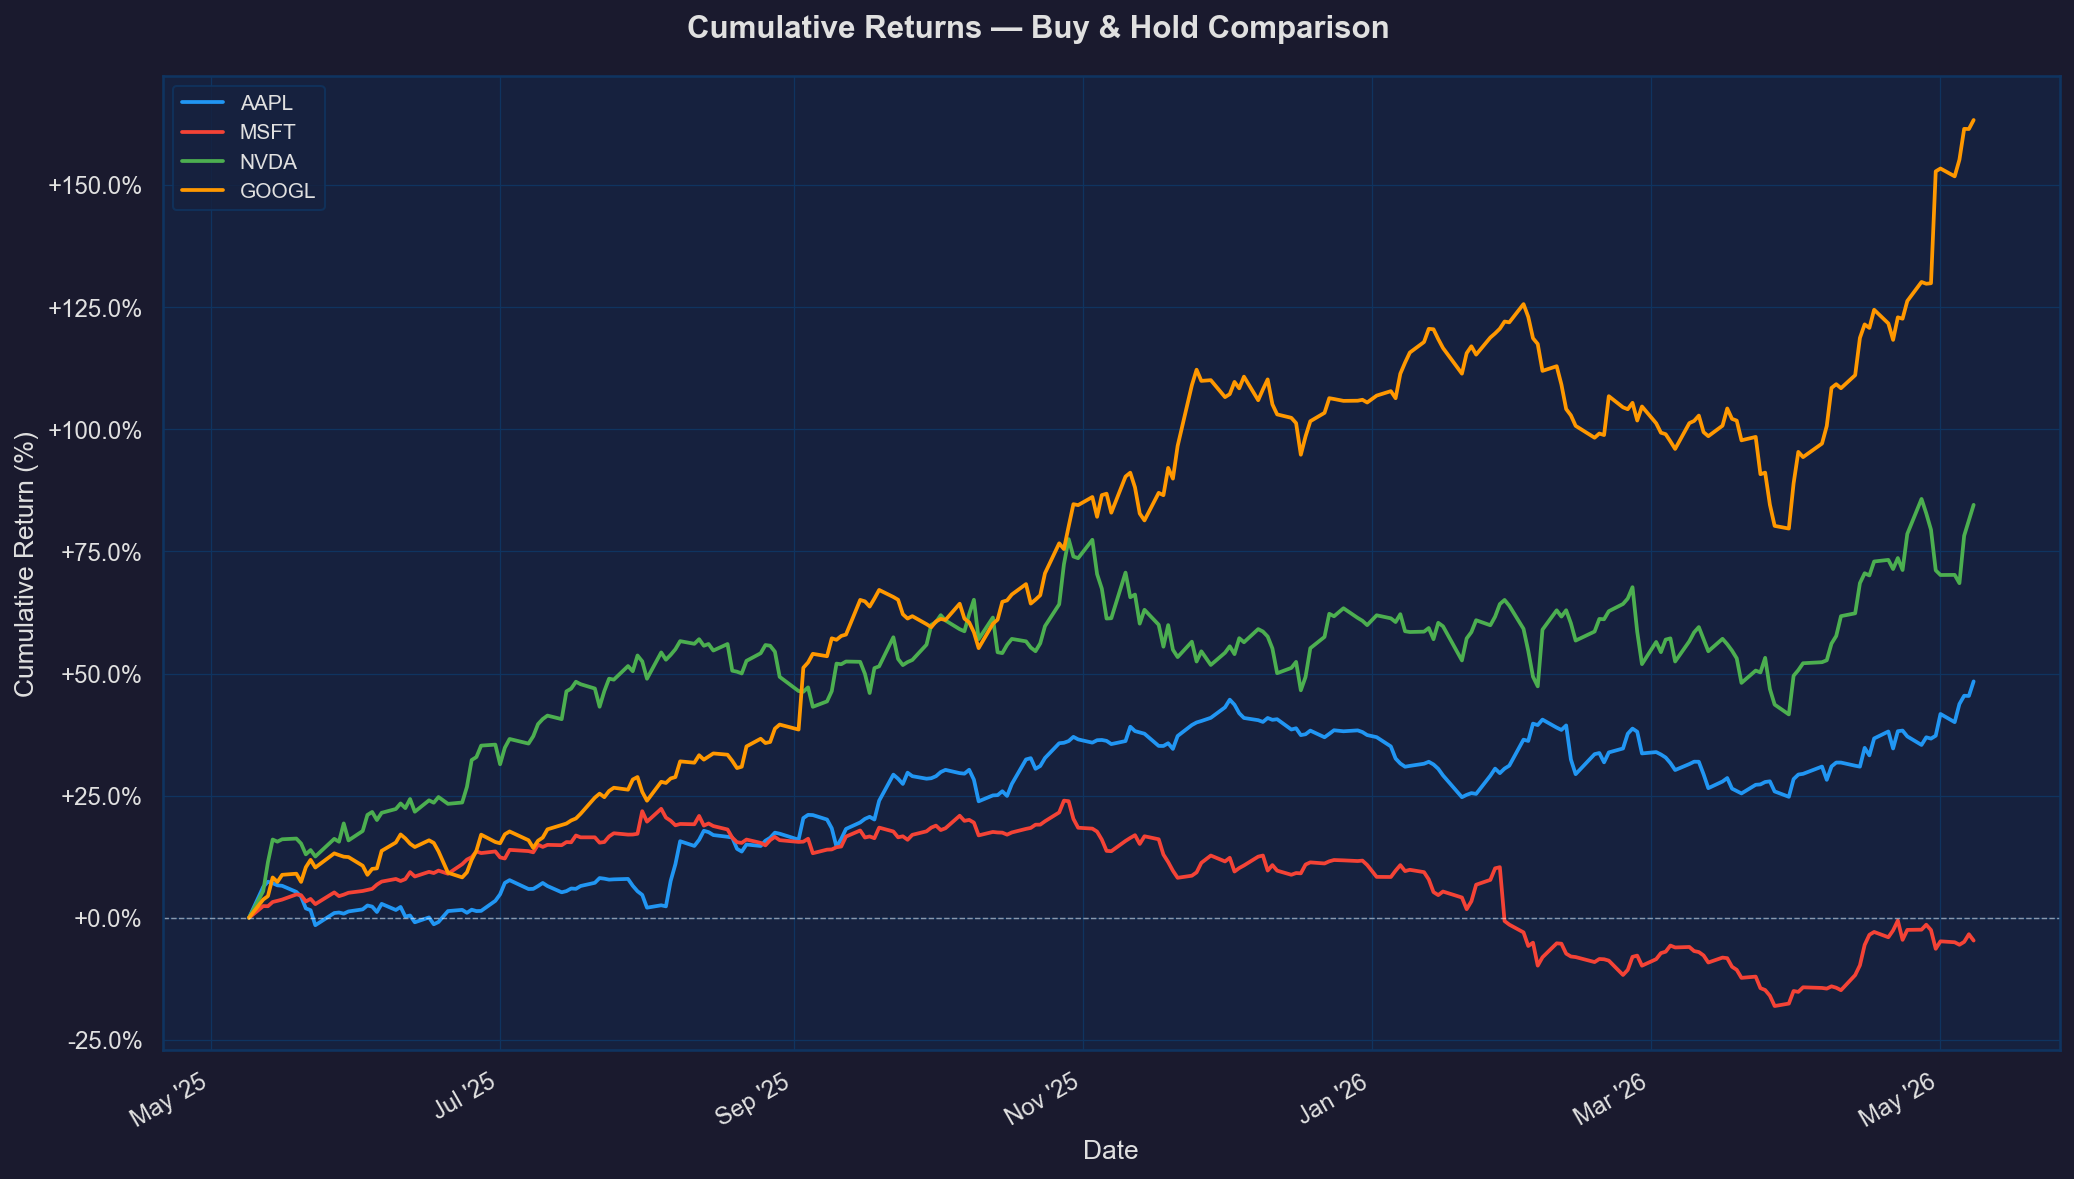 Cumulative Returns — Buy & Hold Comparison
AAPL
MSFT
NVDA
GOOGL
Cumulative Return (%)
+150.0%
+125.0%
+100.0%
+75.0%
+50.0%
+25.0%
+0.0%
-25.0%
May '25
Jul '25
Sep '25
Nov '25
Jan '26
Mar '26
May '26
Date